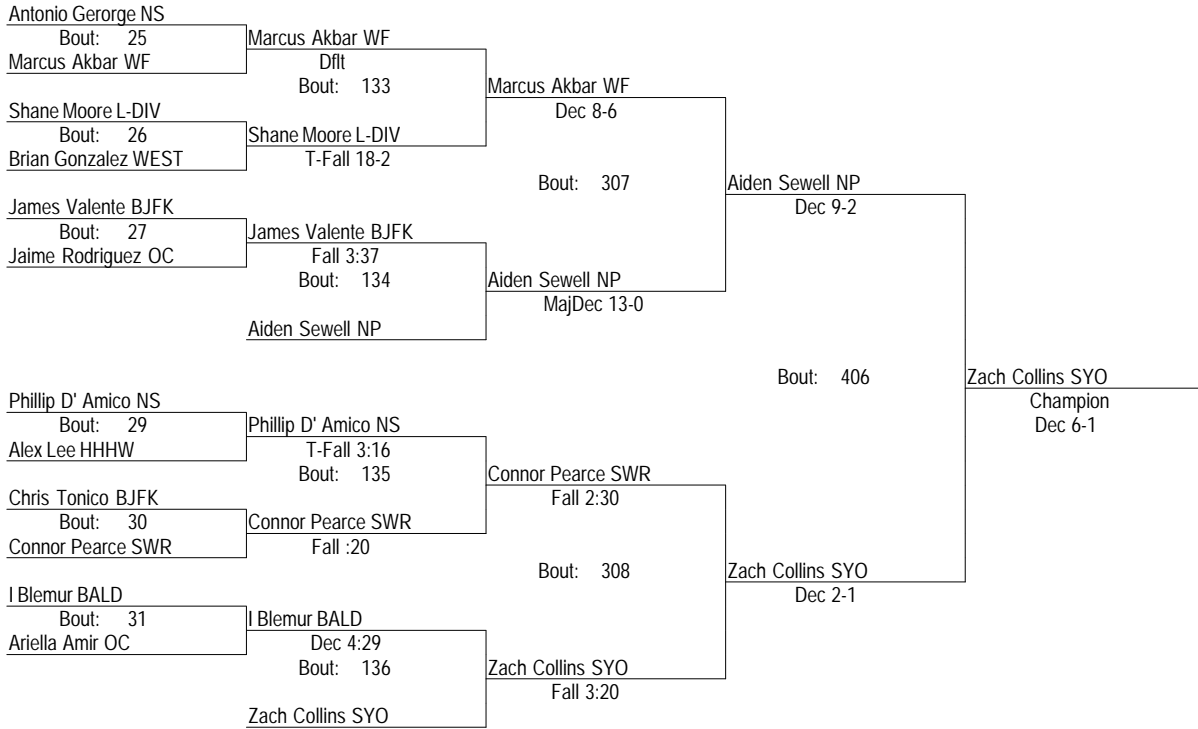 Antonio Gerorge NS
Bout: 25
Marcus Akbar WF
Marcus Akbar WF
Dflt
Bout: 133
Shane Moore L-DIV
Bout: 26
Brian Gonzalez WEST
Shane Moore L-DIV
T-Fall 18-2
Marcus Akbar WF
Dec 8-6
Bout: 307
James Valente BJFK
Bout: 27
Jaime Rodriguez OC
James Valente BJFK
Fall 3:37
Bout: 134
Aiden Sewell NP
Aiden Sewell NP
MajDec 13-0
Aiden Sewell NP
Dec 9-2
Bout: 406
Phillip D' Amico NS
Bout: 29
Alex Lee HHHW
Phillip D' Amico NS
T-Fall 3:16
Bout: 135
Chris Tonico BJFK
Bout: 30
Connor Pearce SWR
Connor Pearce SWR
Fall :20
Connor Pearce SWR
Fall 2:30
Bout: 308
I Blemur BALD
Bout: 31
Ariella Amir OC
I Blemur BALD
Dec 4:29
Bout: 136
Zach Collins SYO
Zach Collins SYO
Fall 3:20
Zach Collins SYO
Dec 2-1
Zach Collins SYO
Champion
Dec 6-1